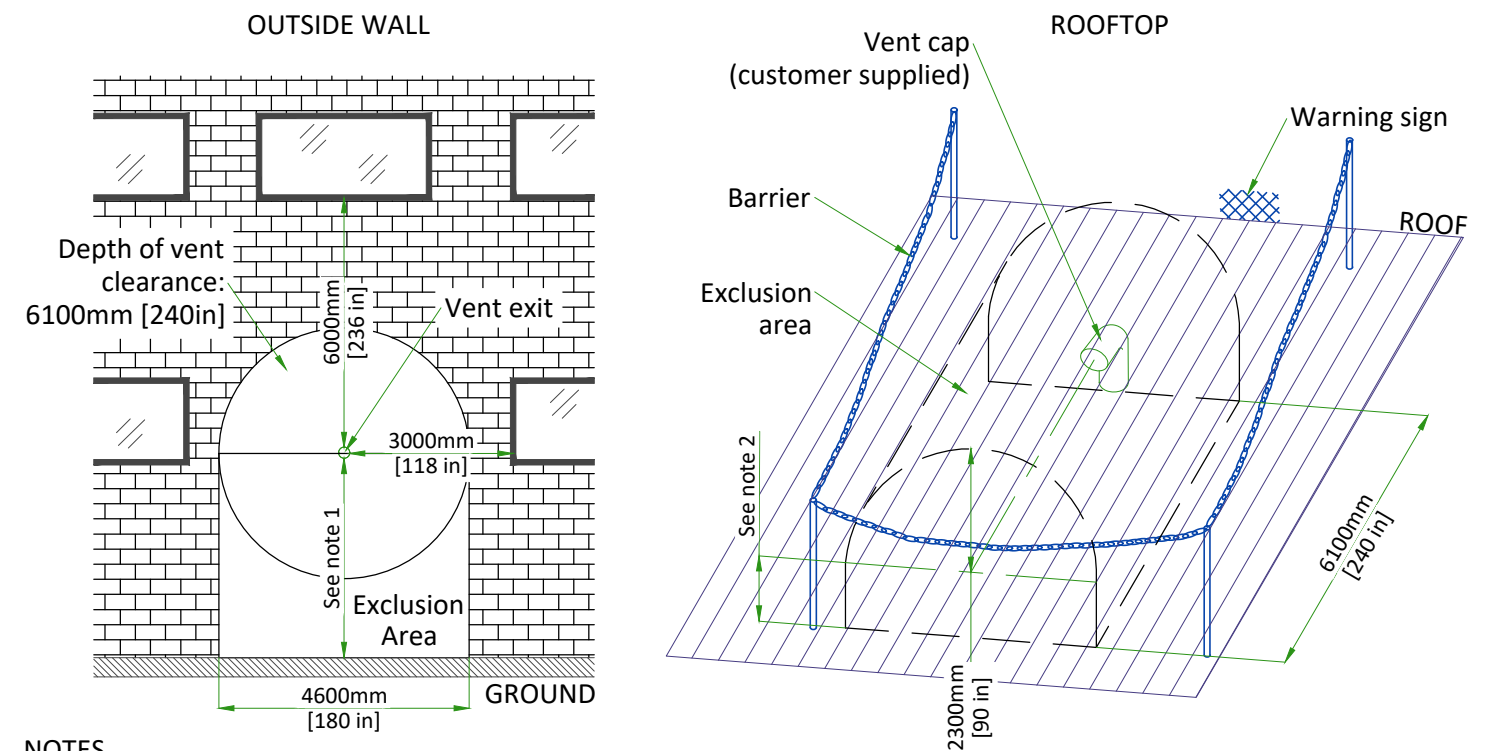 OUTSIDE WALL
Depth of vent
clearance:
6100mm [240in]
6000mm
[236 in]
Vent exit
3000mm
[118 in]
See note 1
Exclusion
Area
GROUND
4600mm
[180 in]
NOTES
ROOFTOP
Vent cap
(customer supplied)
Warning sign
Barrier
ROOF
Exclusion
area
See note 2
6100mm
[240 in]
2300mm
[90 in]